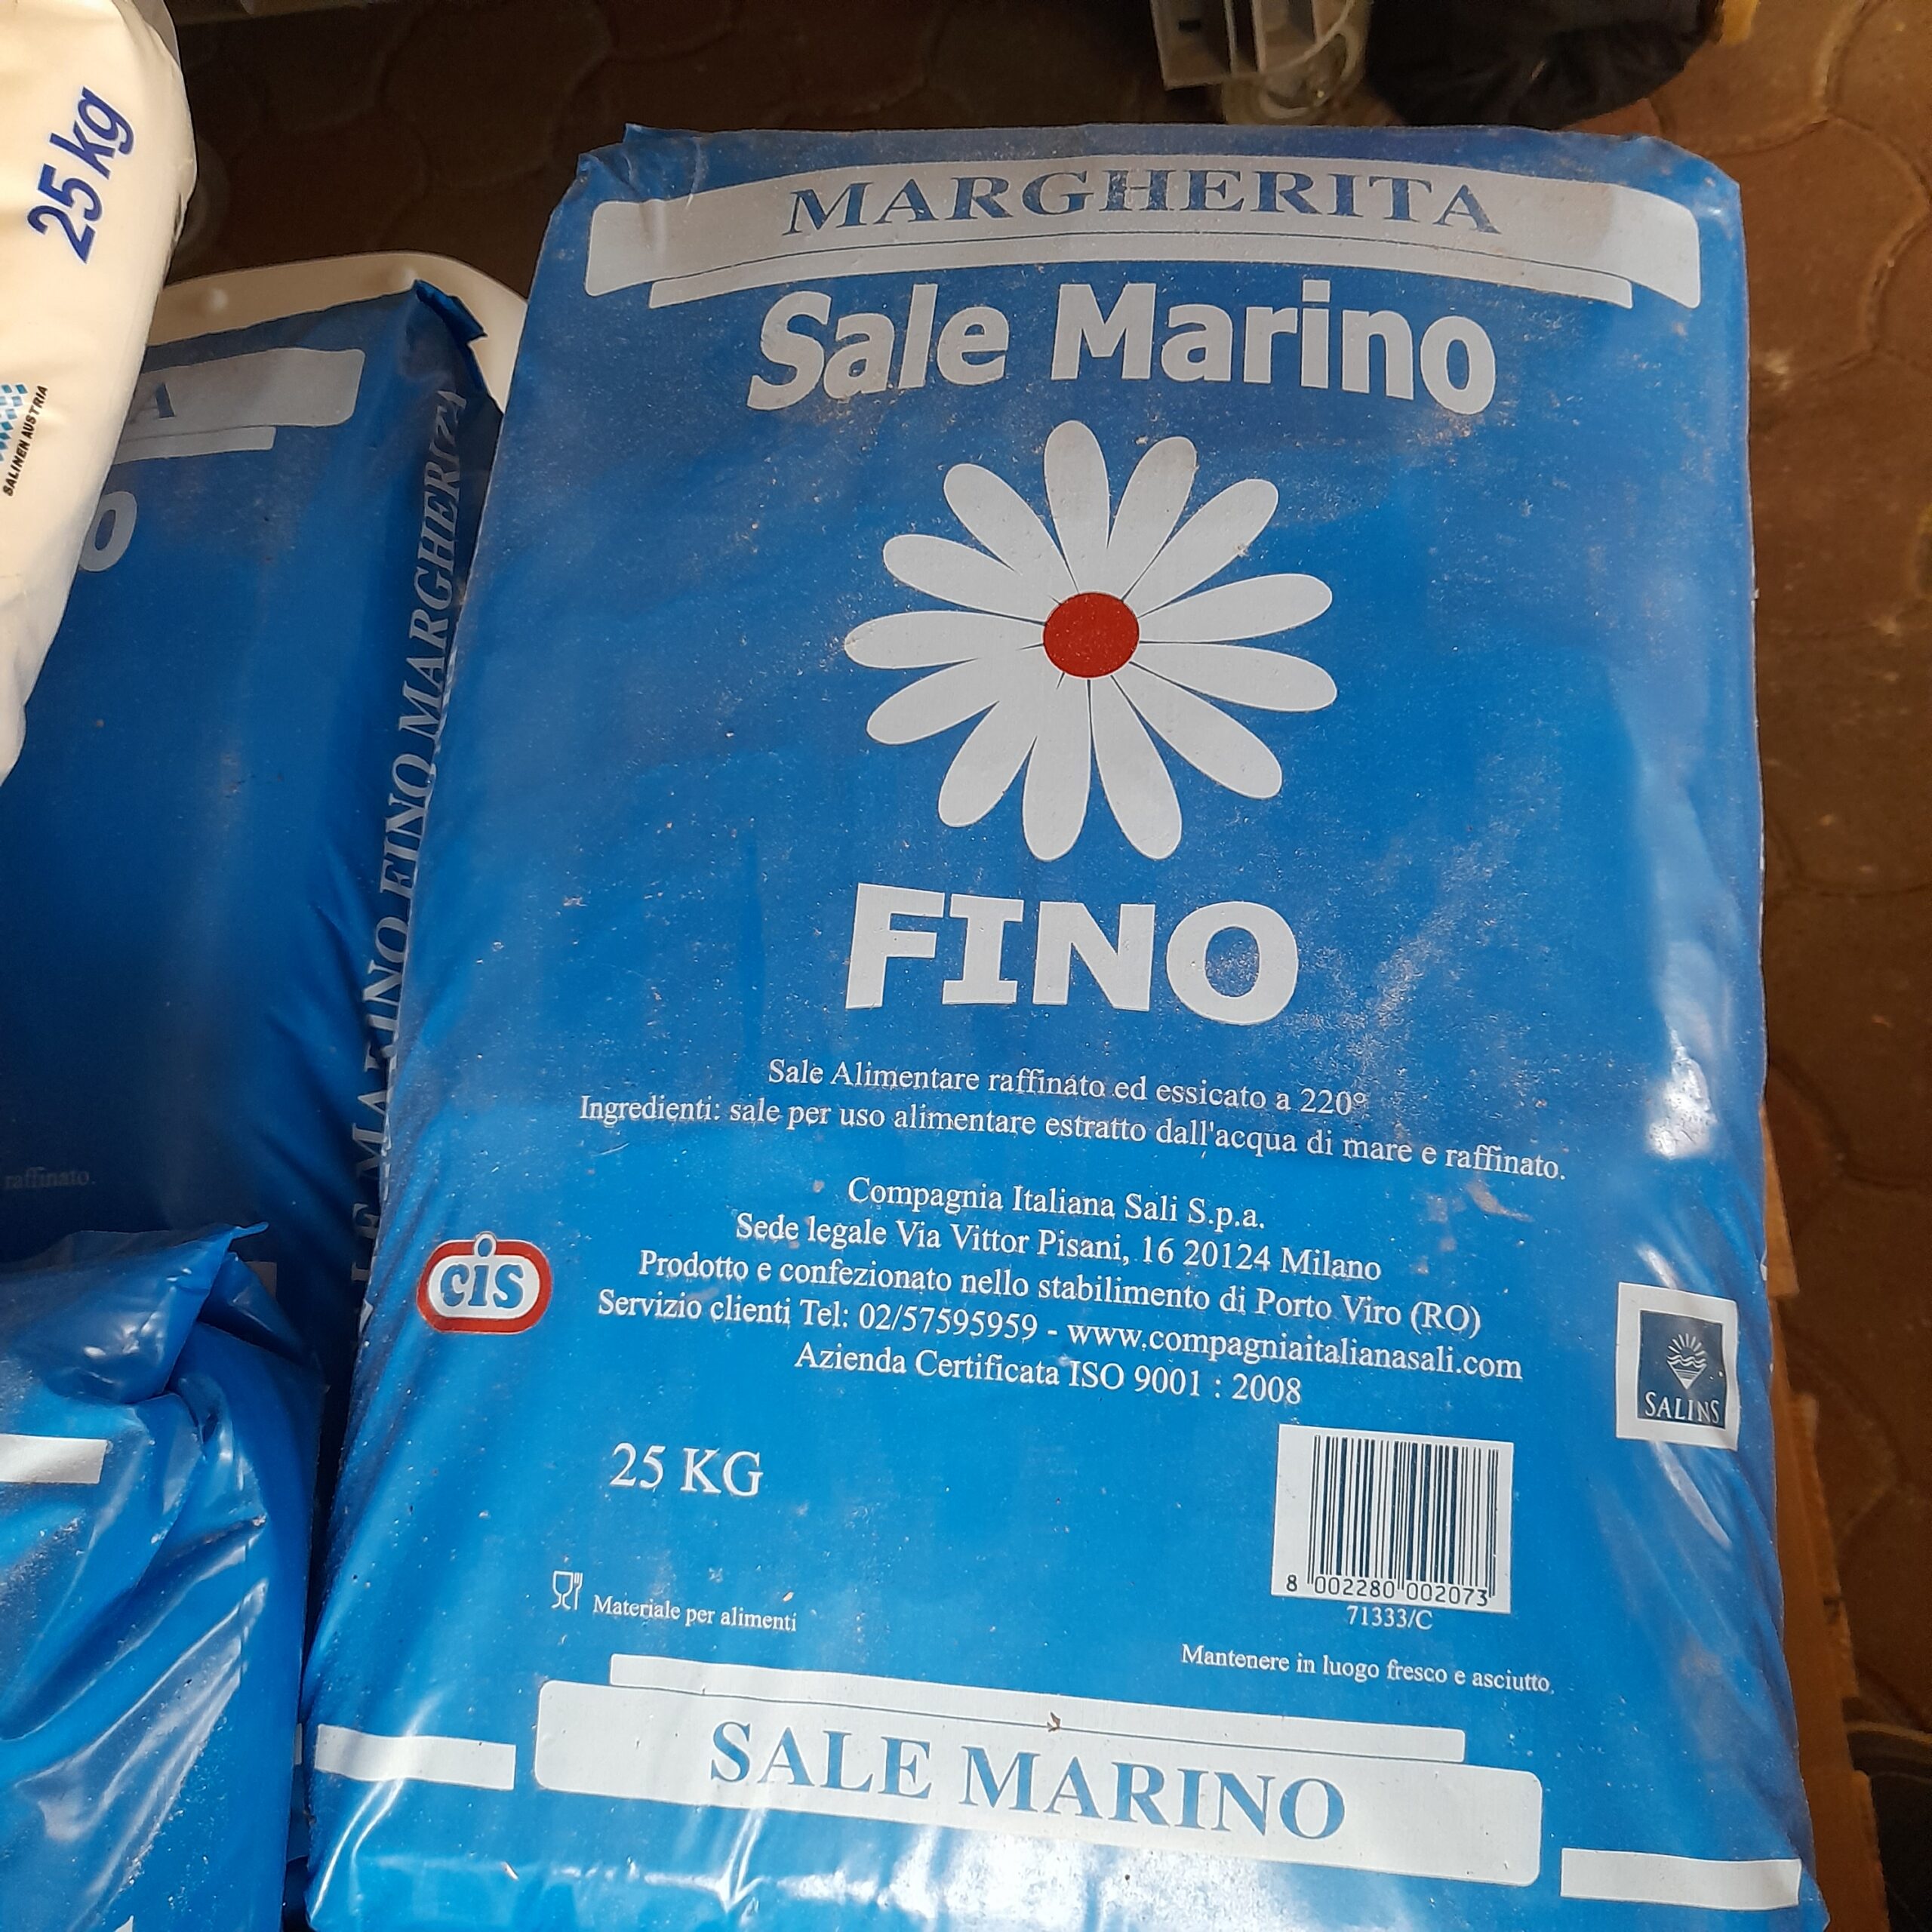 25 kg
SALINEN AUSTRIA
A
o
MARINO FINO MARGHERITA
raffinato.
MARGHERITA
Sale Marino
FINO
Sale Alimentare raffinato ed essicato a 220°
Ingredienti: sale per uso alimentare estratto dall'acqua di mare e raffinato.
Compagnia Italiana Sali S.p.a.
Sede legale Via Vittor Pisani, 16 20124 Milano
Prodotto e confezionato nello stabilimento di Porto Viro (RO)
Servizio clienti Tel: 02/57595959 - www.compagniaitalianasali.com
Azienda Certificata ISO 9001 : 2008
cis
SALINS
25 KG
8 002280 002073
71333/C
Materiale per alimenti
Mantenere in luogo fresco e asciutto.
SALE MARINO